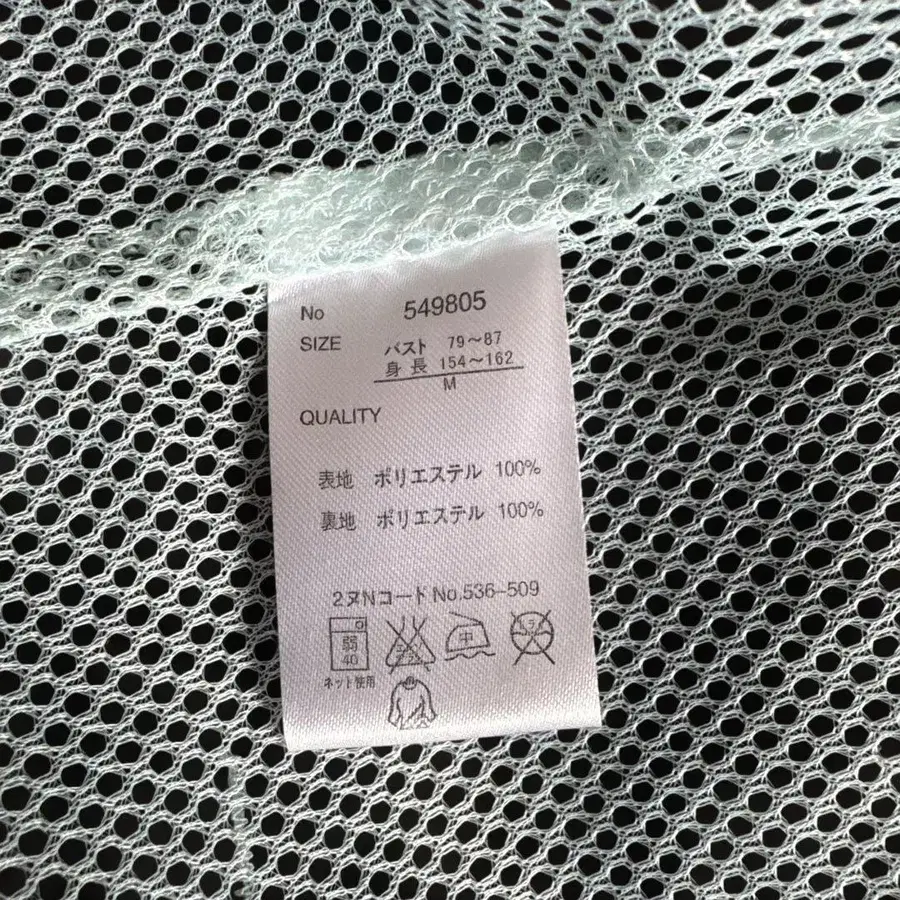 No 549805
SIZE バスト 79〜87
身長 154〜162
M
QUALITY
表地 ポリエステル 100%
裏地 ポリエステル 100%
2ヌNコード No.536-509
弱 中
40
ネット使用